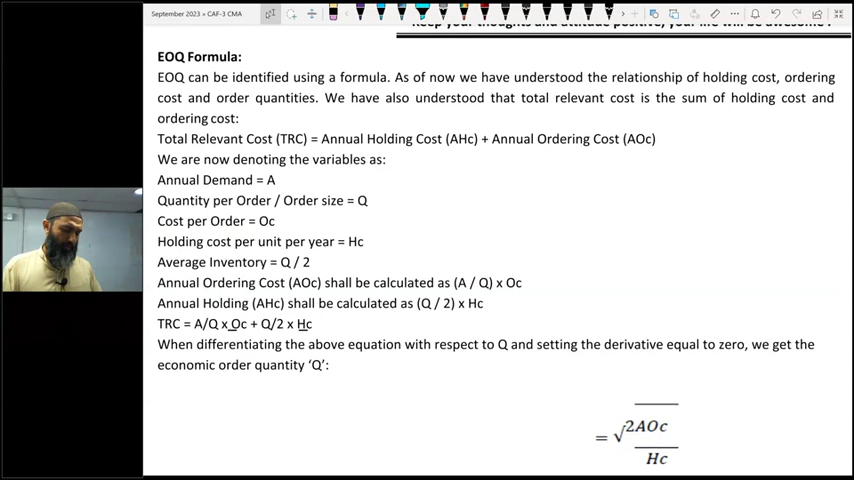 September 2023 » CAF-3 CMA
Keep your thoughts and attitude positive, your life will be awesome !
EOQ Formula:
EOQ can be identified using a formula. As of now we have understood the relationship of holding cost, ordering
cost and order quantities. We have also understood that total relevant cost is the sum of holding cost and
ordering cost:
Total Relevant Cost (TRC) = Annual Holding Cost (AHc) + Annual Ordering Cost (AOc)
We are now denoting the variables as:
Annual Demand = A
Quantity per Order / Order size = Q
Cost per Order = Oc
Holding cost per unit per year = Hc
Average Inventory = Q / 2
Annual Ordering Cost (AOc) shall be calculated as (A / Q) x Oc
Annual Holding (AHc) shall be calculated as (Q / 2) x Hc
TRC = A/Q x Oc + Q/2 x Hc
When differentiating the above equation with respect to Q and setting the derivative equal to zero, we get the
economic order quantity ‘Q’:
= √2AOc
Hc